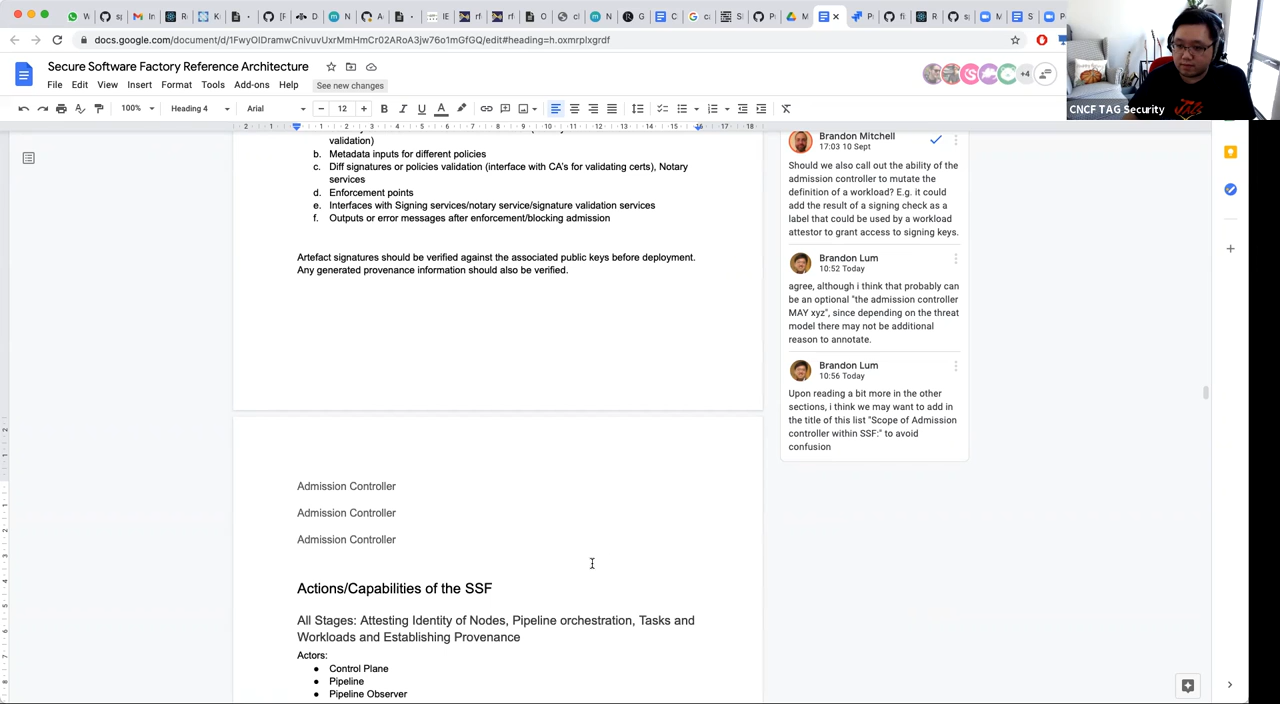 docs.google.com/document/d/1FwyOIDramwCnivuvUxrMmHmCr02ARoA3jw76o1mGfGQ/edit#heading=h.oxmrplxgrdf
Secure Software Factory Reference Architecture
File Edit View Insert Format Tools Add-ons Help See new changes
+4
CNCF TAG Security
100% Heading 4 Arial 12
validation)
b. Metadata inputs for different policies
c. Diff signatures or policies validation (interface with CA's for validating certs), Notary
services
d. Enforcement points
e. Interfaces with Signing services/notary service/signature validation services
f. Outputs or error messages after enforcement/blocking admission
Artefact signatures should be verified against the associated public keys before deployment.
Any generated provenance information should also be verified.
Admission Controller
Admission Controller
Admission Controller
Actions/Capabilities of the SSF
All Stages: Attesting Identity of Nodes, Pipeline orchestration, Tasks and
Workloads and Establishing Provenance
Actors:
Control Plane
Pipeline
Pipeline Observer
Brandon Mitchell
17:03 10 Sept
Should we also call out the ability of the
admission controller to mutate the
definition of a workload? E.g. it could
add the result of a signing check as a
label that could be used by a workload
attestor to grant access to signing keys.
Brandon Lum
10:52 Today
agree, although i think that probably can
be an optional "the admission controller
MAY xyz", since depending on the threat
model there may not be additional
reason to annotate.
Brandon Lum
10:56 Today
Upon reading a bit more in the other
sections, i think we may want to add in
the title of this list "Scope of Admission
controller within SSF:" to avoid
confusion